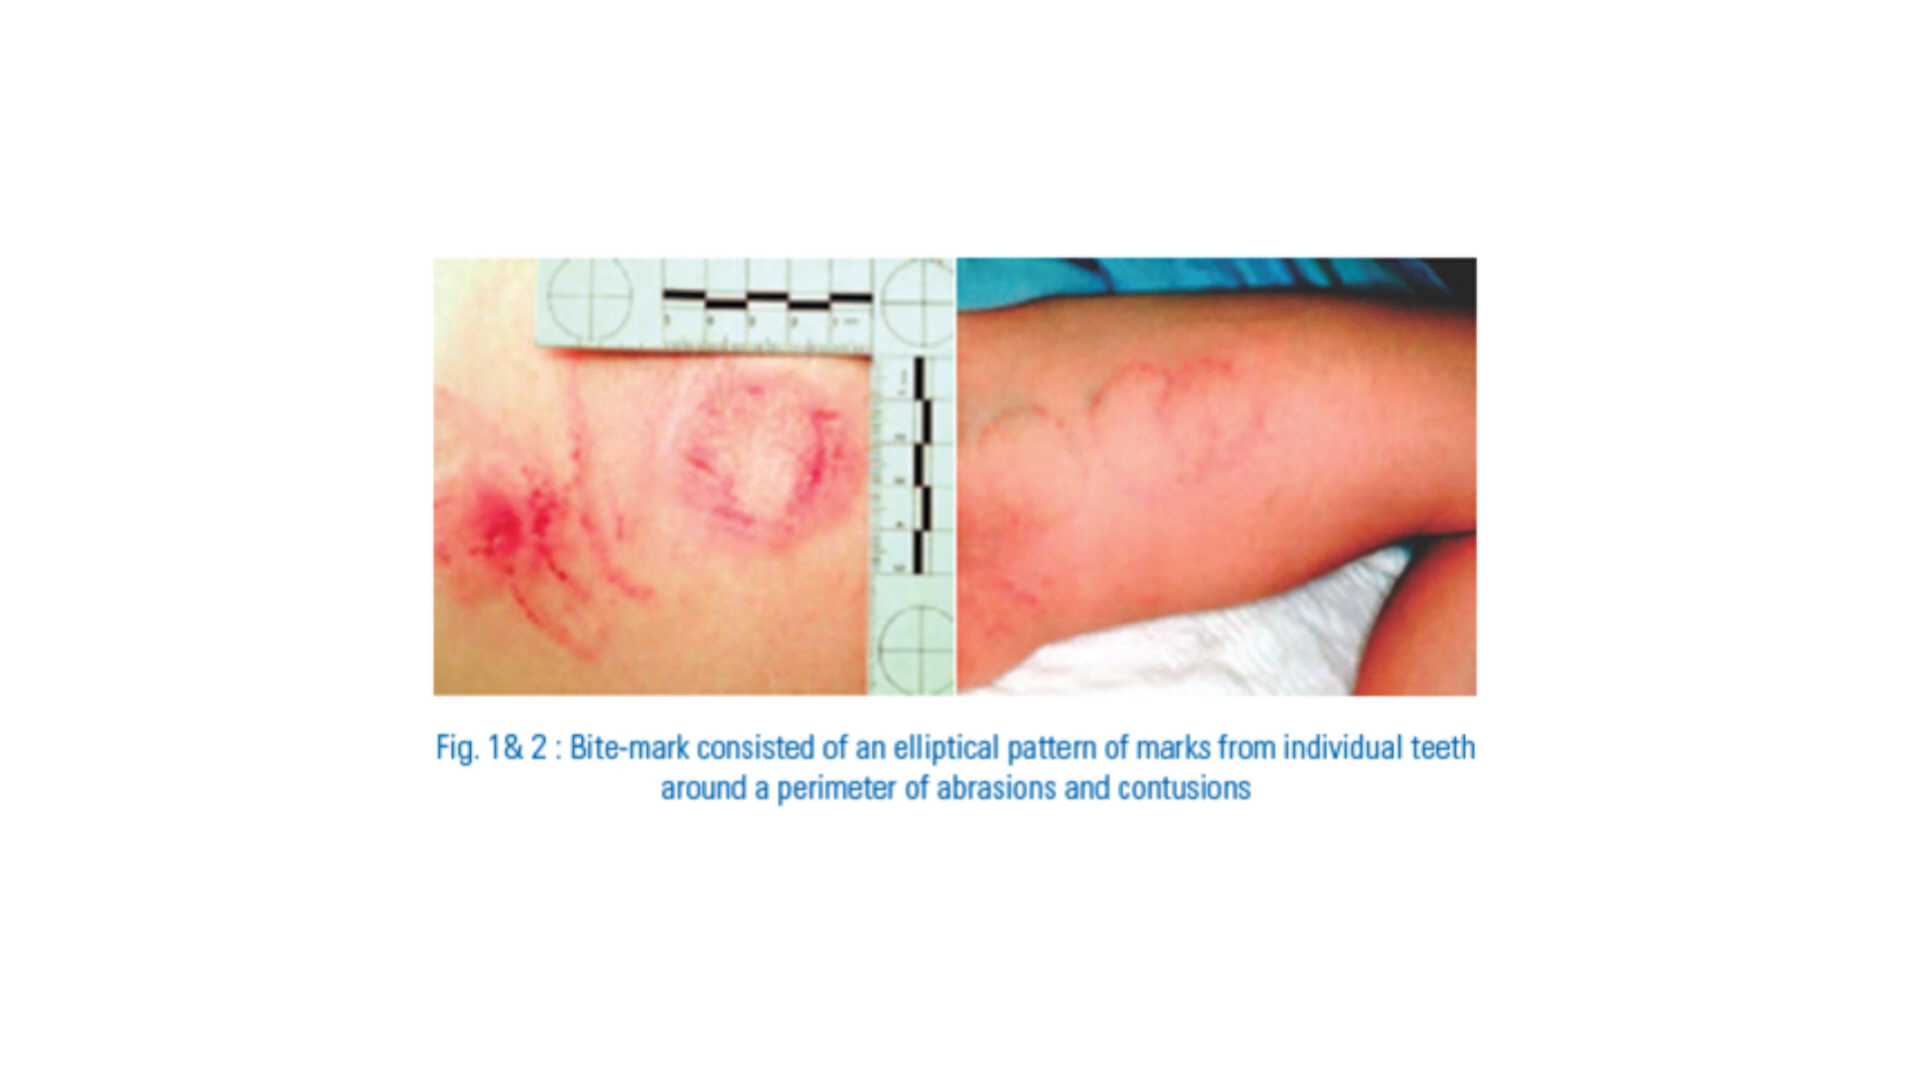 Fig. 1& 2 : Bite-mark consisted of an elliptical pattern of marks from individual teeth
around a perimeter of abrasions and contusions